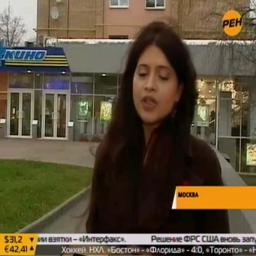 КИНО
РЕН
МОСКВА
$31,2 ▼ ии взятки – «Интерфакс». Решение ФРС США вновь запу
€42,41 ▲ Хоккей. НХЛ. «Бостон» - «Флорида» - 4:0, «Торонто» - «